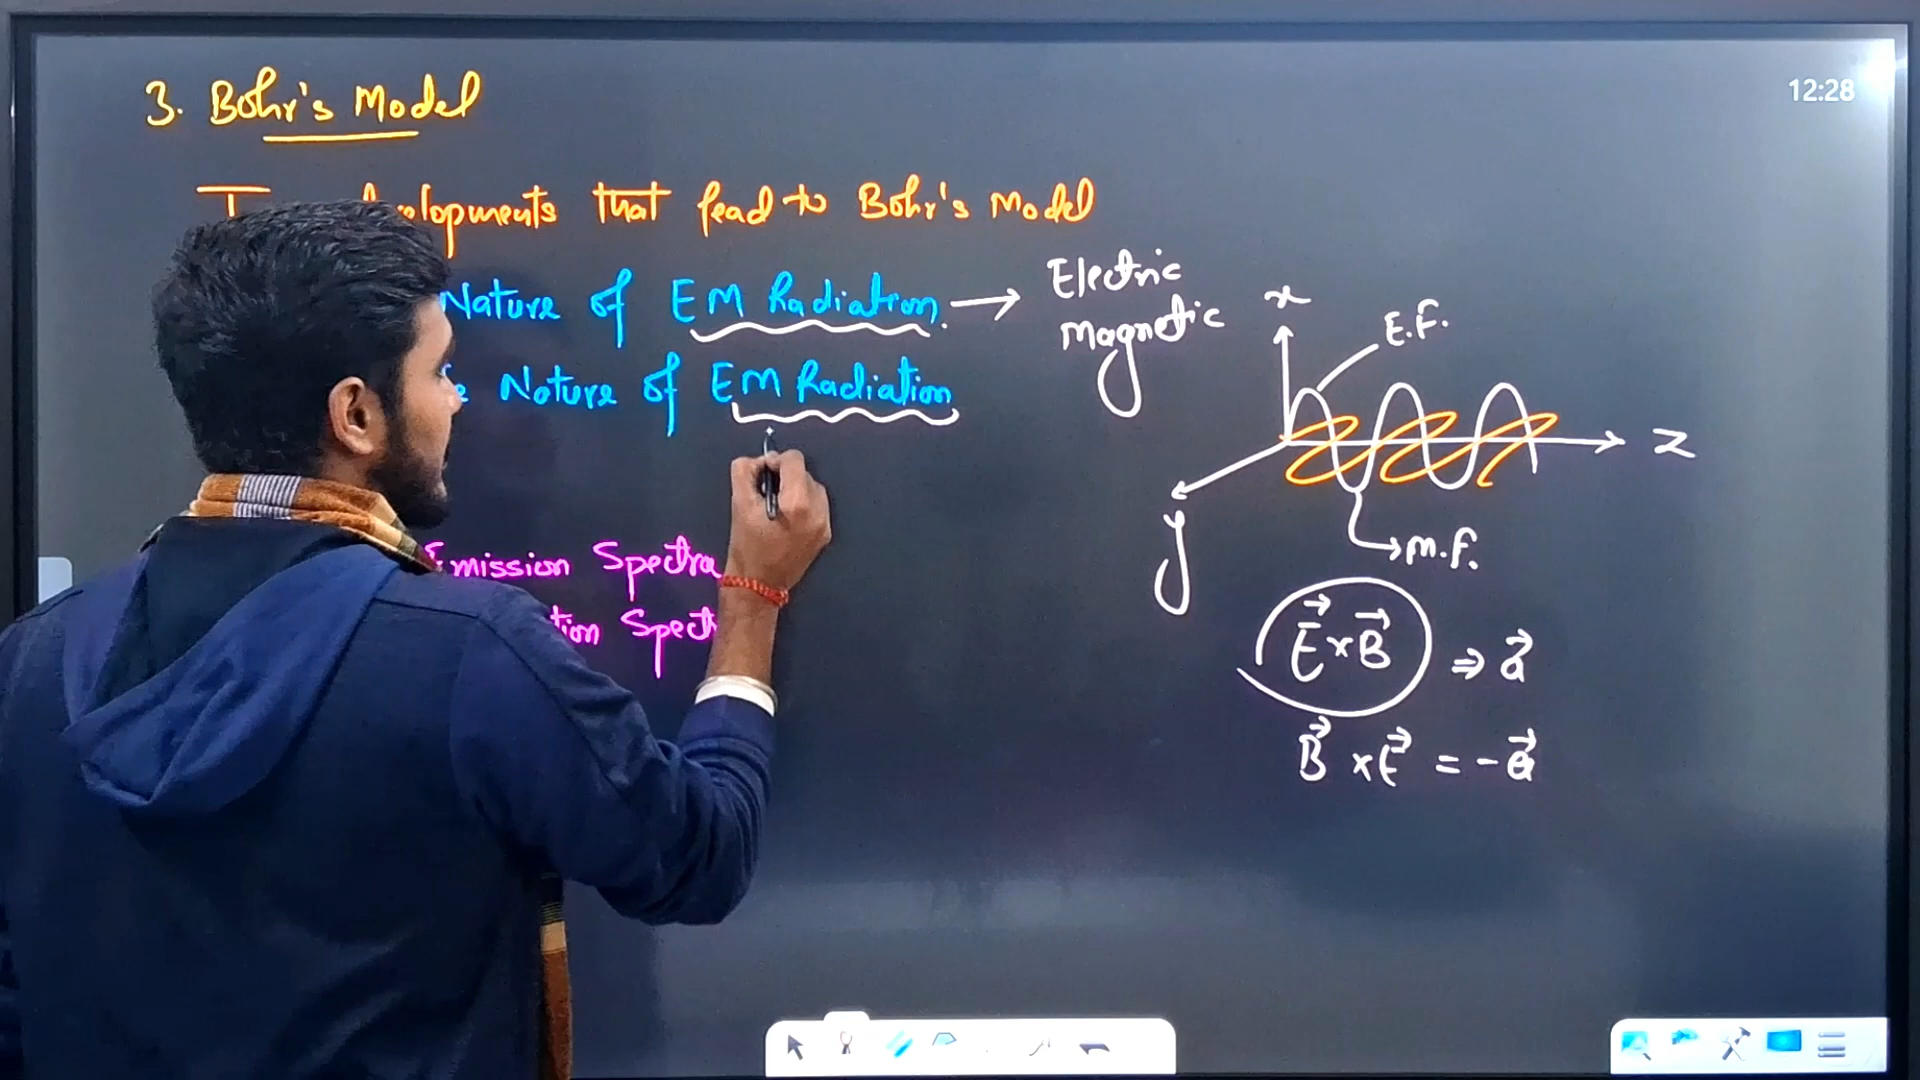 3. Bohr's Model
that lead to Bohr's Model
Nature of EM Radiation. → Electric
Magnetic
Nature of EM Radiation
Emission Spectra
x
E.F.
z
y
M.F.
E⃗ × B⃗ ⇒ a⃗
B⃗ × E⃗ = - a⃗
12:28